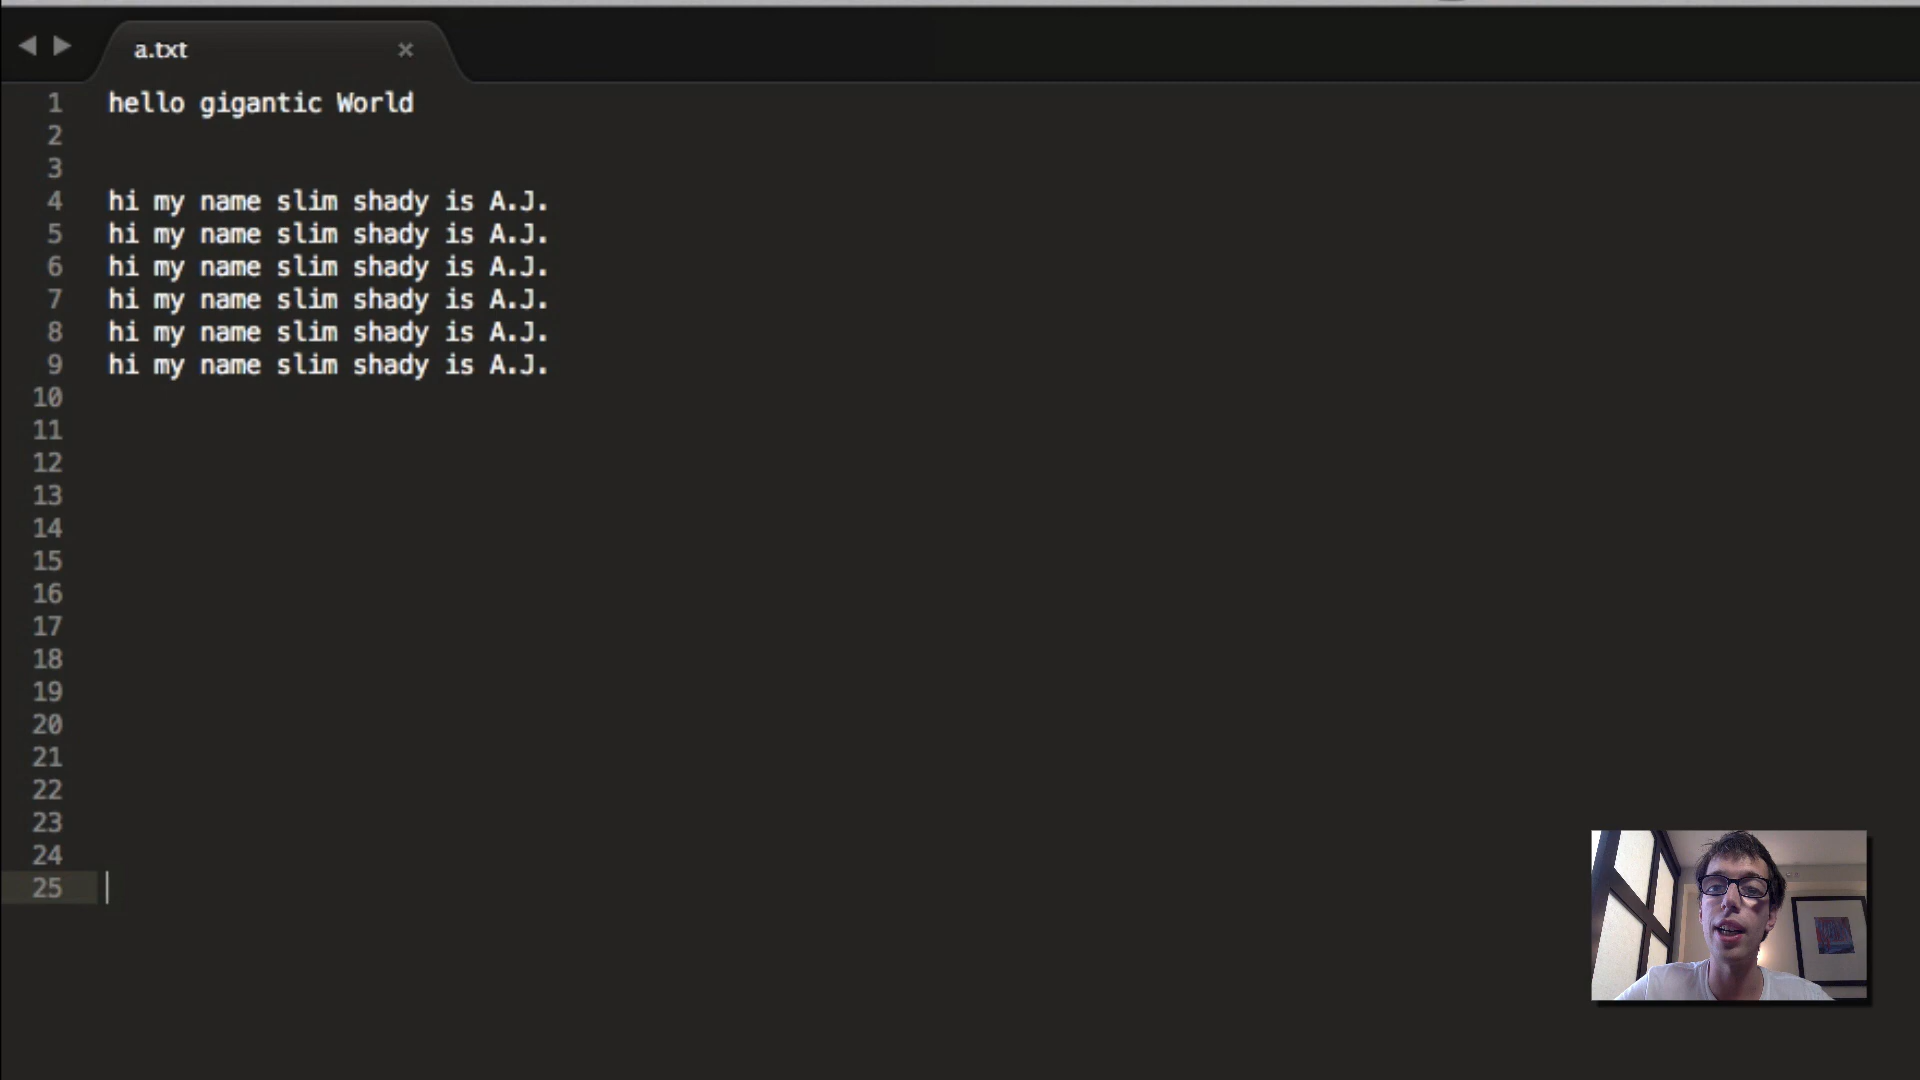 a.txt
1 hello gigantic World
2
3
4 hi my name slim shady is A.J.
5 hi my name slim shady is A.J.
6 hi my name slim shady is A.J.
7 hi my name slim shady is A.J.
8 hi my name slim shady is A.J.
9 hi my name slim shady is A.J.
10
11
12
13
14
15
16
17
18
19
20
21
22
23
24
25